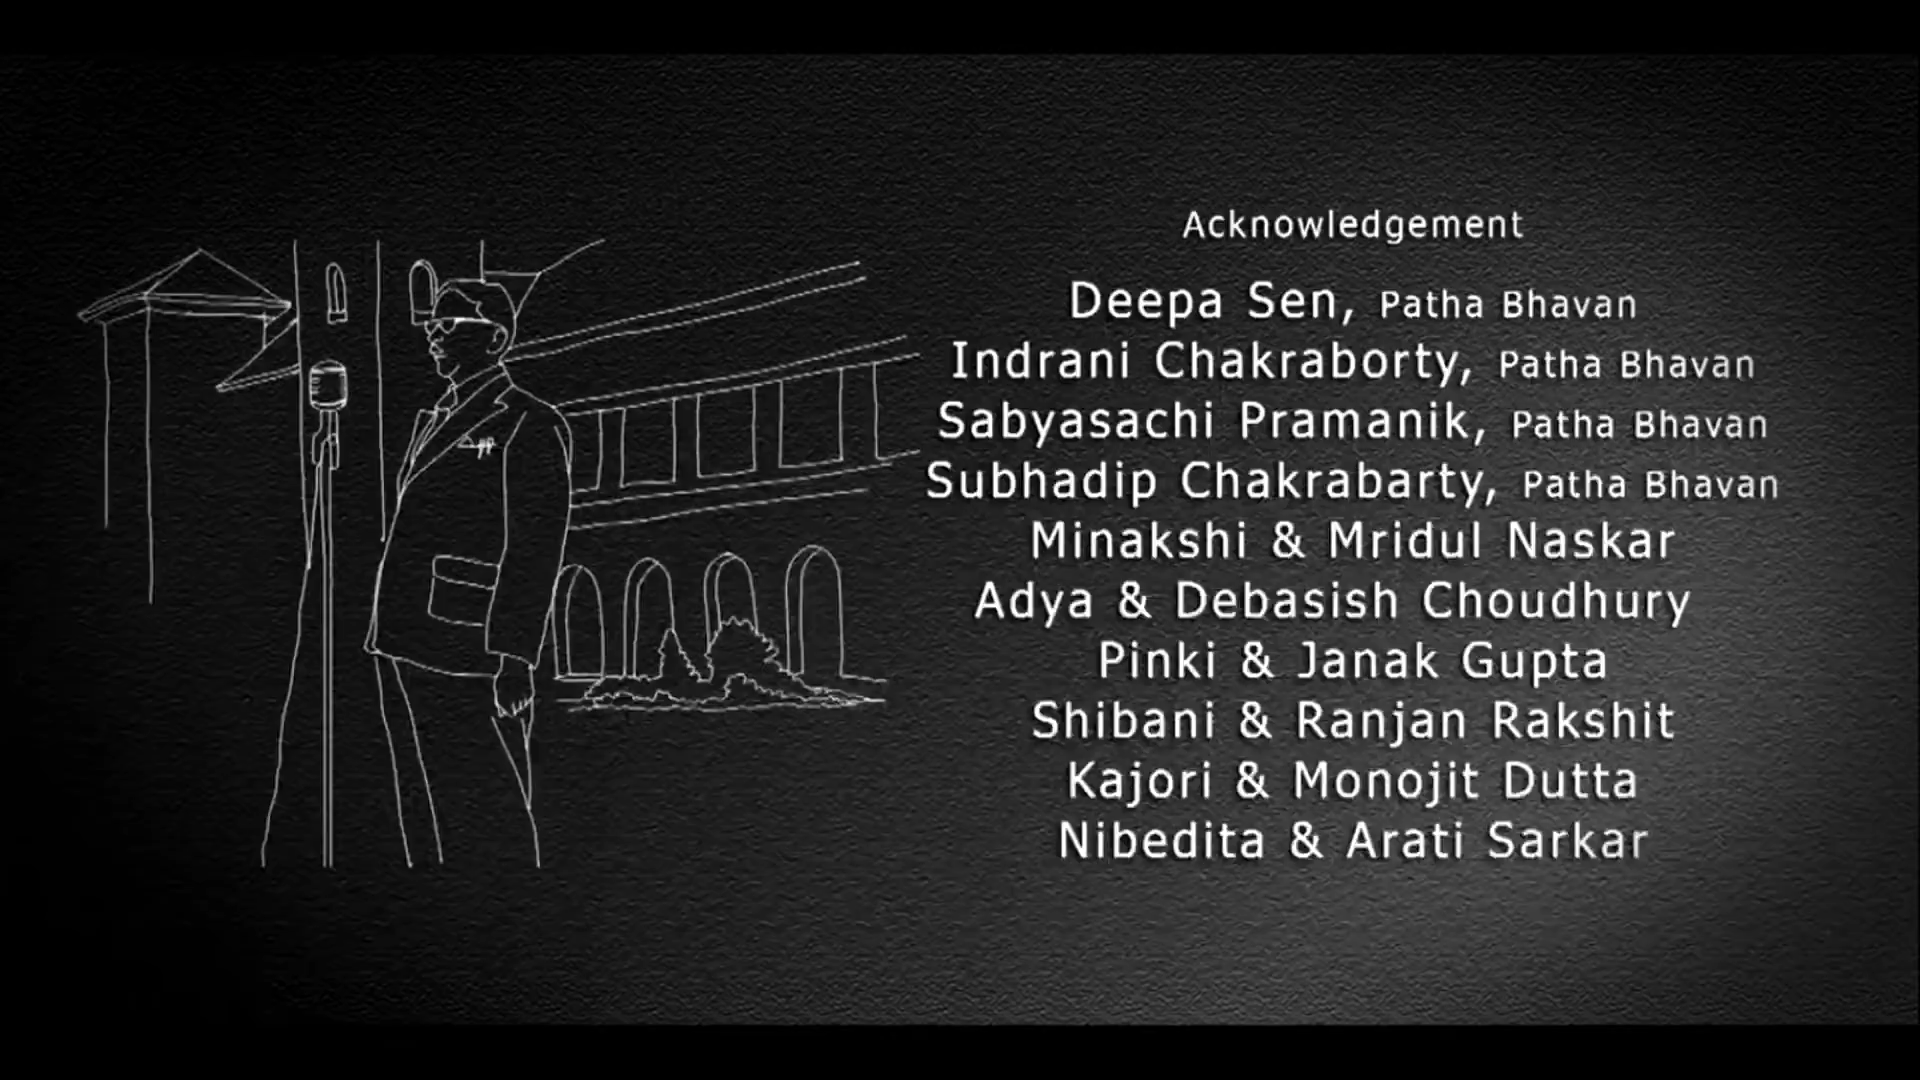 Acknowledgement
Deepa Sen, Patha Bhavan
Indrani Chakraborty, Patha Bhavan
Sabyasachi Pramanik, Patha Bhavan
Subhadip Chakrabarty, Patha Bhavan
Minakshi & Mridul Naskar
Adya & Debasish Choudhury
Pinki & Janak Gupta
Shibani & Ranjan Rakshit
Kajori & Monojit Dutta
Nibedita & Arati Sarkar